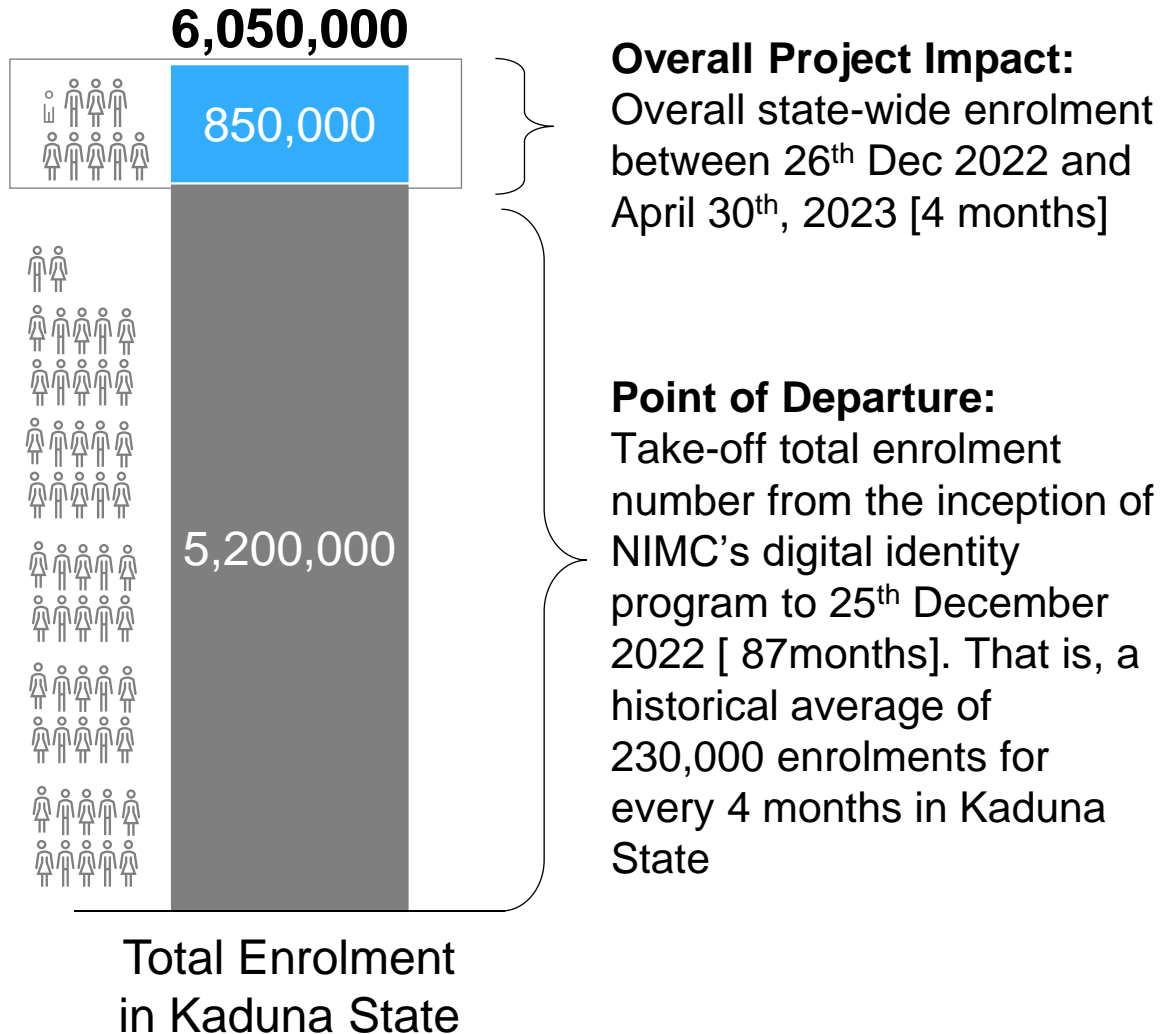 6,050,000
850,000
5,200,000
Total Enrolment
in Kaduna State
Overall Project Impact:
Overall state-wide enrolment
between 26th Dec 2022 and
April 30th, 2023 [4 months]
Point of Departure:
Take-off total enrolment
number from the inception of
NIMC’s digital identity
program to 25th December
2022 [ 87months]. That is, a
historical average of
230,000 enrolments for
every 4 months in Kaduna
State